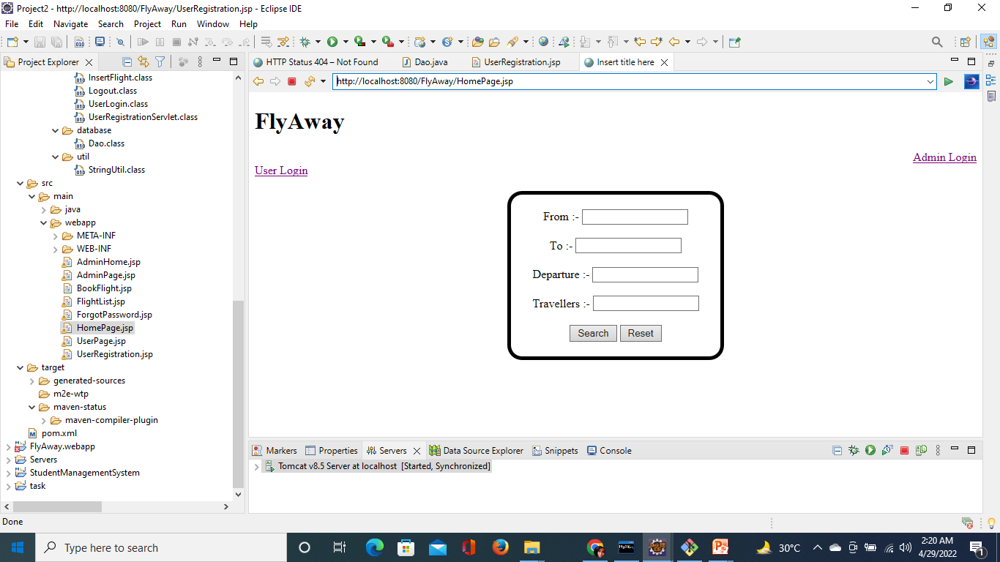 Project2 - http://localhost:8080/FlyAway/UserRegistration.jsp - Eclipse IDE
File Edit Navigate Search Project Run Window Help
Project Explorer
InsertFlight.class
Logout.class
UserLogin.class
UserRegistrationServlet.class
database
Dao.class
util
StringUtil.class
src
main
java
webapp
META-INF
WEB-INF
AdminHome.jsp
AdminPage.jsp
BookFlight.jsp
FlightList.jsp
ForgotPassword.jsp
HomePage.jsp
UserPage.jsp
UserRegistration.jsp
target
generated-sources
m2e-wtp
maven-status
maven-compiler-plugin
pom.xml
FlyAway.webapp
Servers
StudentManagementSystem
task
HTTP Status 404 – Not Found Dao.java UserRegistration.jsp Insert title here
http://localhost:8080/FlyAway/HomePage.jsp
FlyAway
Admin Login
User Login
From :-
To :-
Departure :-
Travellers :-
Search Reset
Markers Properties Servers Data Source Explorer Snippets Console
Tomcat v8.5 Server at localhost [Started, Synchronized]
Done
Type here to search
30°C
2:20 AM
4/29/2022
1